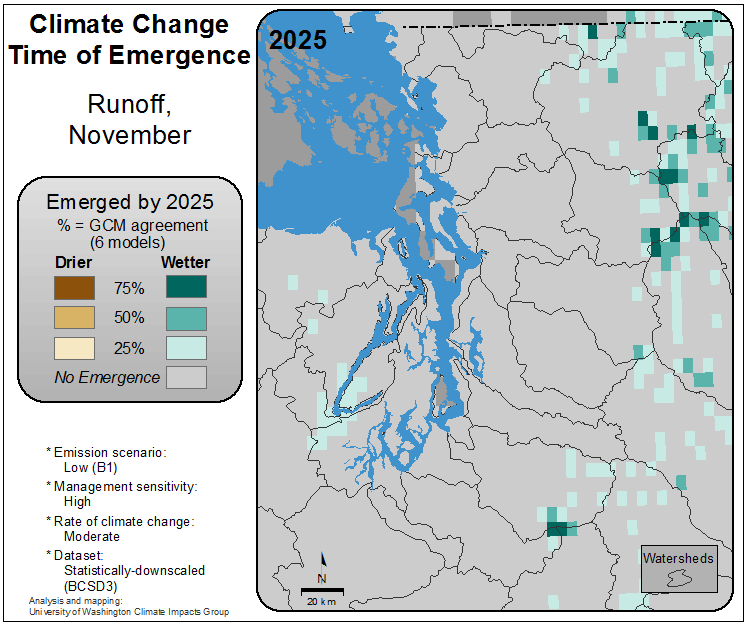 Climate Change
Time of Emergence
Runoff,
November
Emerged by 2025
% = GCM agreement
(6 models)
Drier Wetter
75%
50%
25%
No Emergence
* Emission scenario:
Low (B1)
* Management sensitivity:
High
* Rate of climate change:
Moderate
* Dataset:
Statistically-downscaled
(BCSD3)
Analysis and mapping:
University of Washington Climate Impacts Group
2025
N
20 km
Watersheds